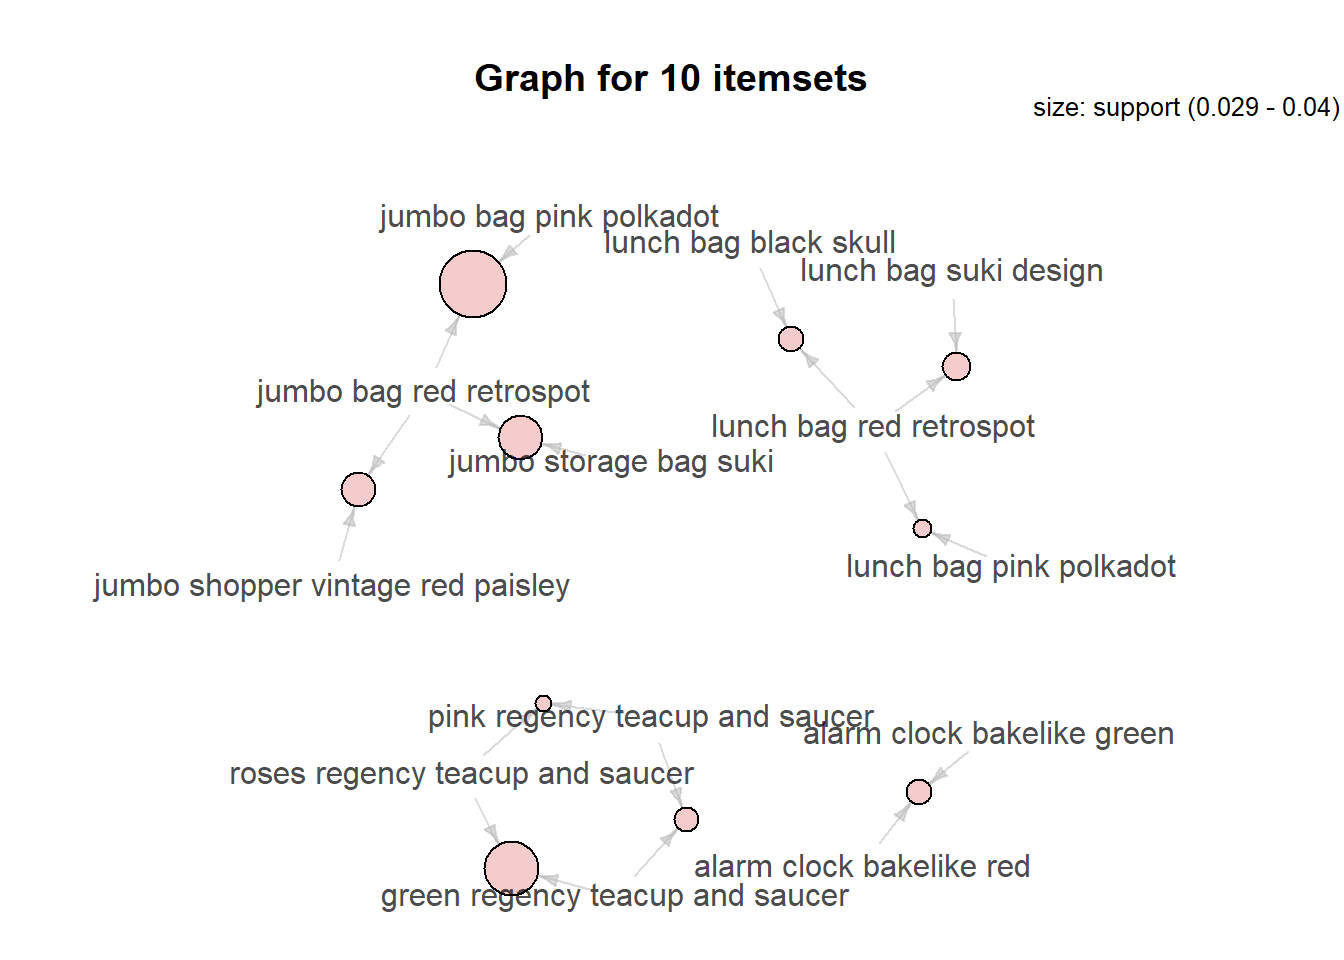 Graph for 10 itemsets
size: support (0.029 - 0.04)
jumbo bag pink polkadot
lunch bag black skull
lunch bag suki design
jumbo bag red retrospot
lunch bag red retrospot
jumbo storage bag suki
lunch bag pink polkadot
jumbo shopper vintage red paisley
pink regency teacup and saucer
alarm clock bakelike green
roses regency teacup and saucer
alarm clock bakelike red
green regency teacup and saucer